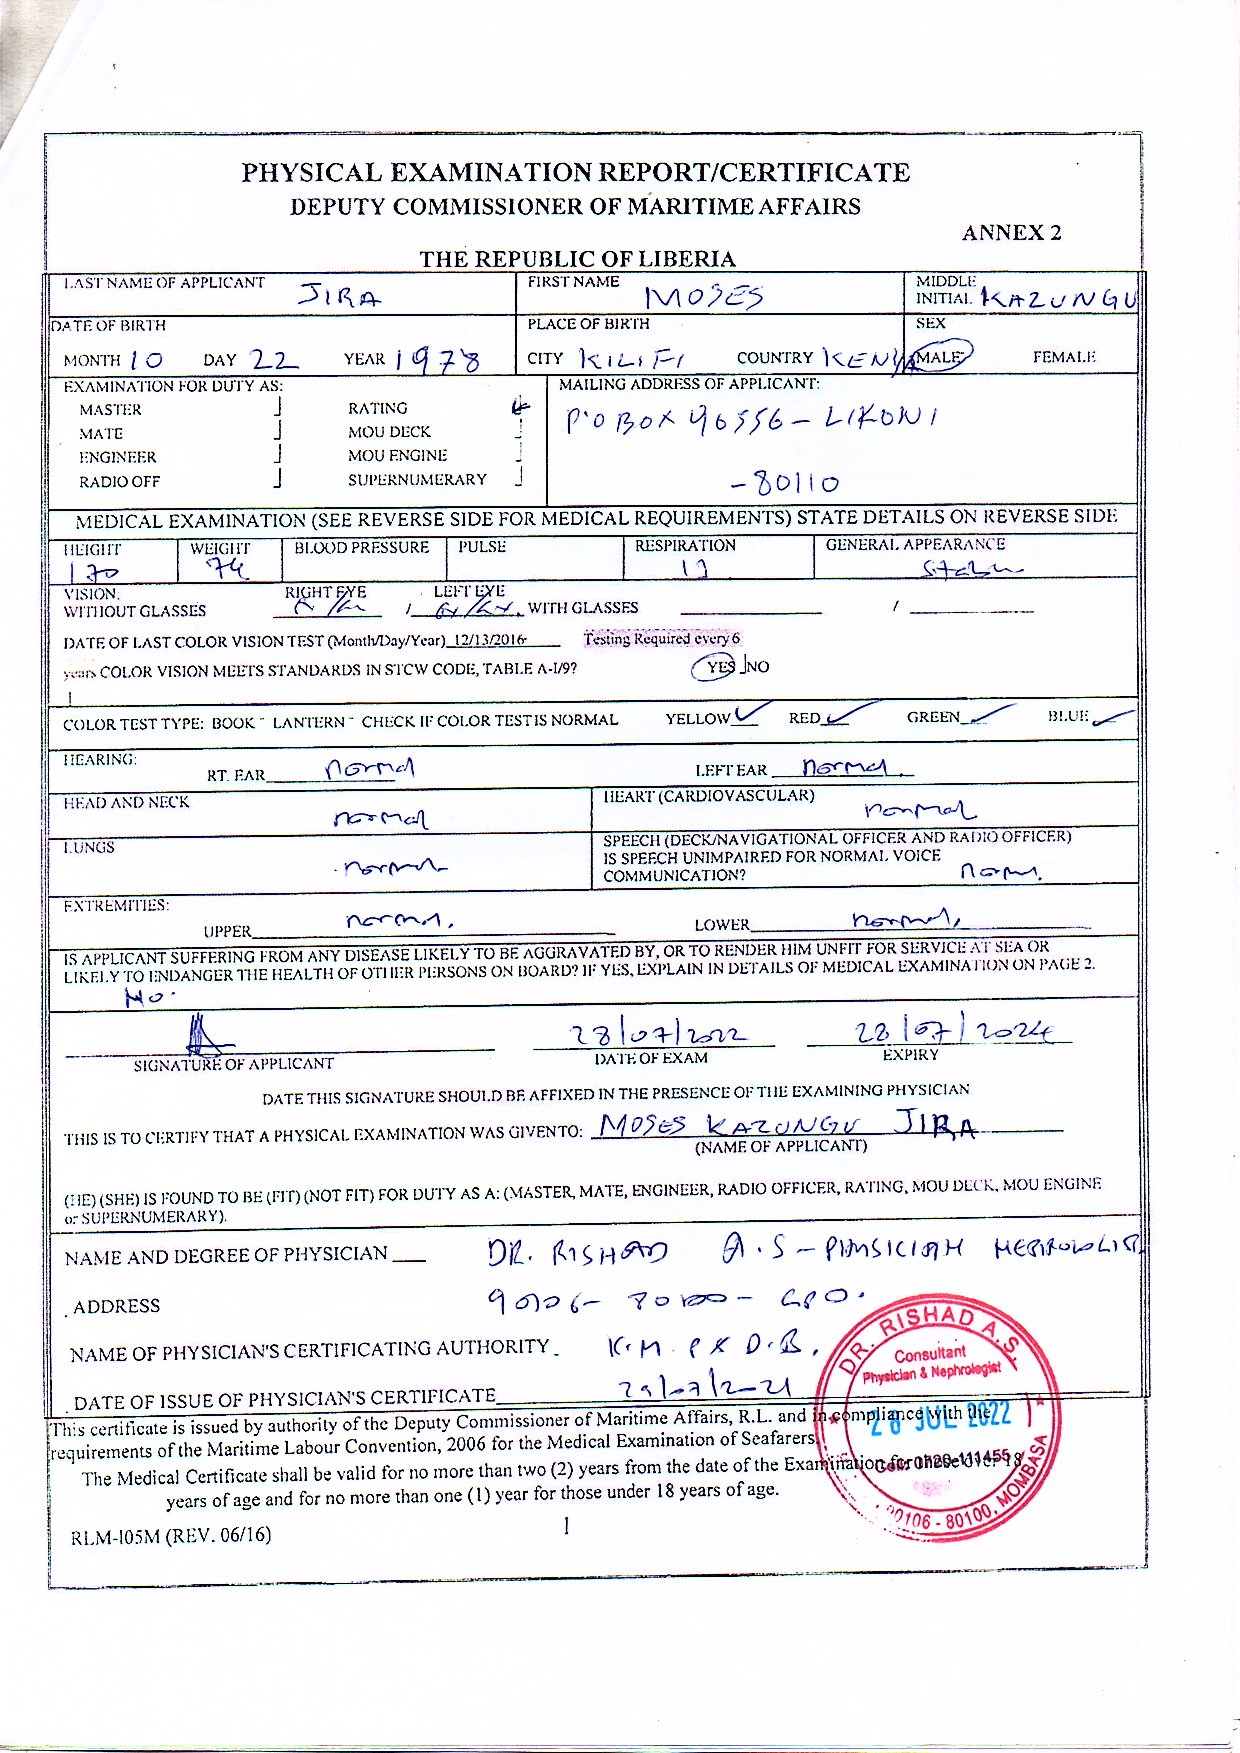 PHYSICAL EXAMINATION REPORT/CERTIFICATE
DEPUTY COMMISSIONER OF MARITIME AFFAIRS
ANNEX 2
THE REPUBLIC OF LIBERIA
LAST NAME OF APPLICANT JIRA FIRST NAME MOSES MIDDLE INITIAL KAZUNGU
DATE OF BIRTH PLACE OF BIRTH SEX
MONTH 10 DAY 22 YEAR 1978 CITY KILIFI COUNTRY KENYA MALE FEMALE
EXAMINATION FOR DUTY AS: MAILING ADDRESS OF APPLICANT:
MASTER RATING P.O BOX 96556 - LIKONI
MATE MOU DECK
ENGINEER MOU ENGINE
RADIO OFF SUPERNUMERARY - 80110
MEDICAL EXAMINATION (SEE REVERSE SIDE FOR MEDICAL REQUIREMENTS) STATE DETAILS ON REVERSE SIDE
HEIGHT WEIGHT BLOOD PRESSURE PULSE RESPIRATION GENERAL APPEARANCE
170 74
VISION: RIGHT EYE LEFT EYE
WITHOUT GLASSES / WITH GLASSES /
DATE OF LAST COLOR VISION TEST (Month/Day/Year) 12/13/2016 Testing Required every 6
years COLOR VISION MEETS STANDARDS IN STCW CODE, TABLE A-I/9? YES NO
COLOR TEST TYPE: BOOK LANTERN CHECK IF COLOR TEST IS NORMAL YELLOW RED GREEN BLUE
HEARING:
RT. EAR normal LEFT EAR normal
HEAD AND NECK normal HEART (CARDIOVASCULAR) normal
LUNGS normal SPEECH (DECK/NAVIGATIONAL OFFICER AND RADIO OFFICER)
IS SPEECH UNIMPAIRED FOR NORMAL VOICE
COMMUNICATION?
EXTREMITIES:
UPPER normal LOWER normal
IS APPLICANT SUFFERING FROM ANY DISEASE LIKELY TO BE AGGRAVATED BY, OR TO RENDER HIM UNFIT FOR SERVICE AT SEA OR
LIKELY TO ENDANGER THE HEALTH OF OTHER PERSONS ON BOARD? IF YES, EXPLAIN IN DETAILS OF MEDICAL EXAMINATION ON PAGE 2.
No.
28/07/2022 28/07/2024
SIGNATURE OF APPLICANT DATE OF EXAM EXPIRY
DATE THIS SIGNATURE SHOULD BE AFFIXED IN THE PRESENCE OF THE EXAMINING PHYSICIAN
THIS IS TO CERTIFY THAT A PHYSICAL EXAMINATION WAS GIVEN TO: MOSES KAZUNGU JIRA
(NAME OF APPLICANT)
(HE) (SHE) IS FOUND TO BE (FIT) (NOT FIT) FOR DUTY AS A: (MASTER, MATE, ENGINEER, RADIO OFFICER, RATING, MOU DECK, MOU ENGINE
or SUPERNUMERARY).
NAME AND DEGREE OF PHYSICIAN DR. RISHAD A.S - PHYSICIAN
ADDRESS
NAME OF PHYSICIAN'S CERTIFICATING AUTHORITY
DATE OF ISSUE OF PHYSICIAN'S CERTIFICATE
This certificate is issued by authority of the Deputy Commissioner of Maritime Affairs, R.L. and in compliance with the
requirements of the Maritime Labour Convention, 2006 for the Medical Examination of Seafarers.
The Medical Certificate shall be valid for no more than two (2) years from the date of the Examination for those over 18
years of age and for no more than one (1) year for those under 18 years of age.
RLM-105M (REV. 06/16)
1
DR. RISHAD A.S.
Consultant
Physician & Nephrologist
28 JUL 2022
0720-111455
80100, MOMBASA